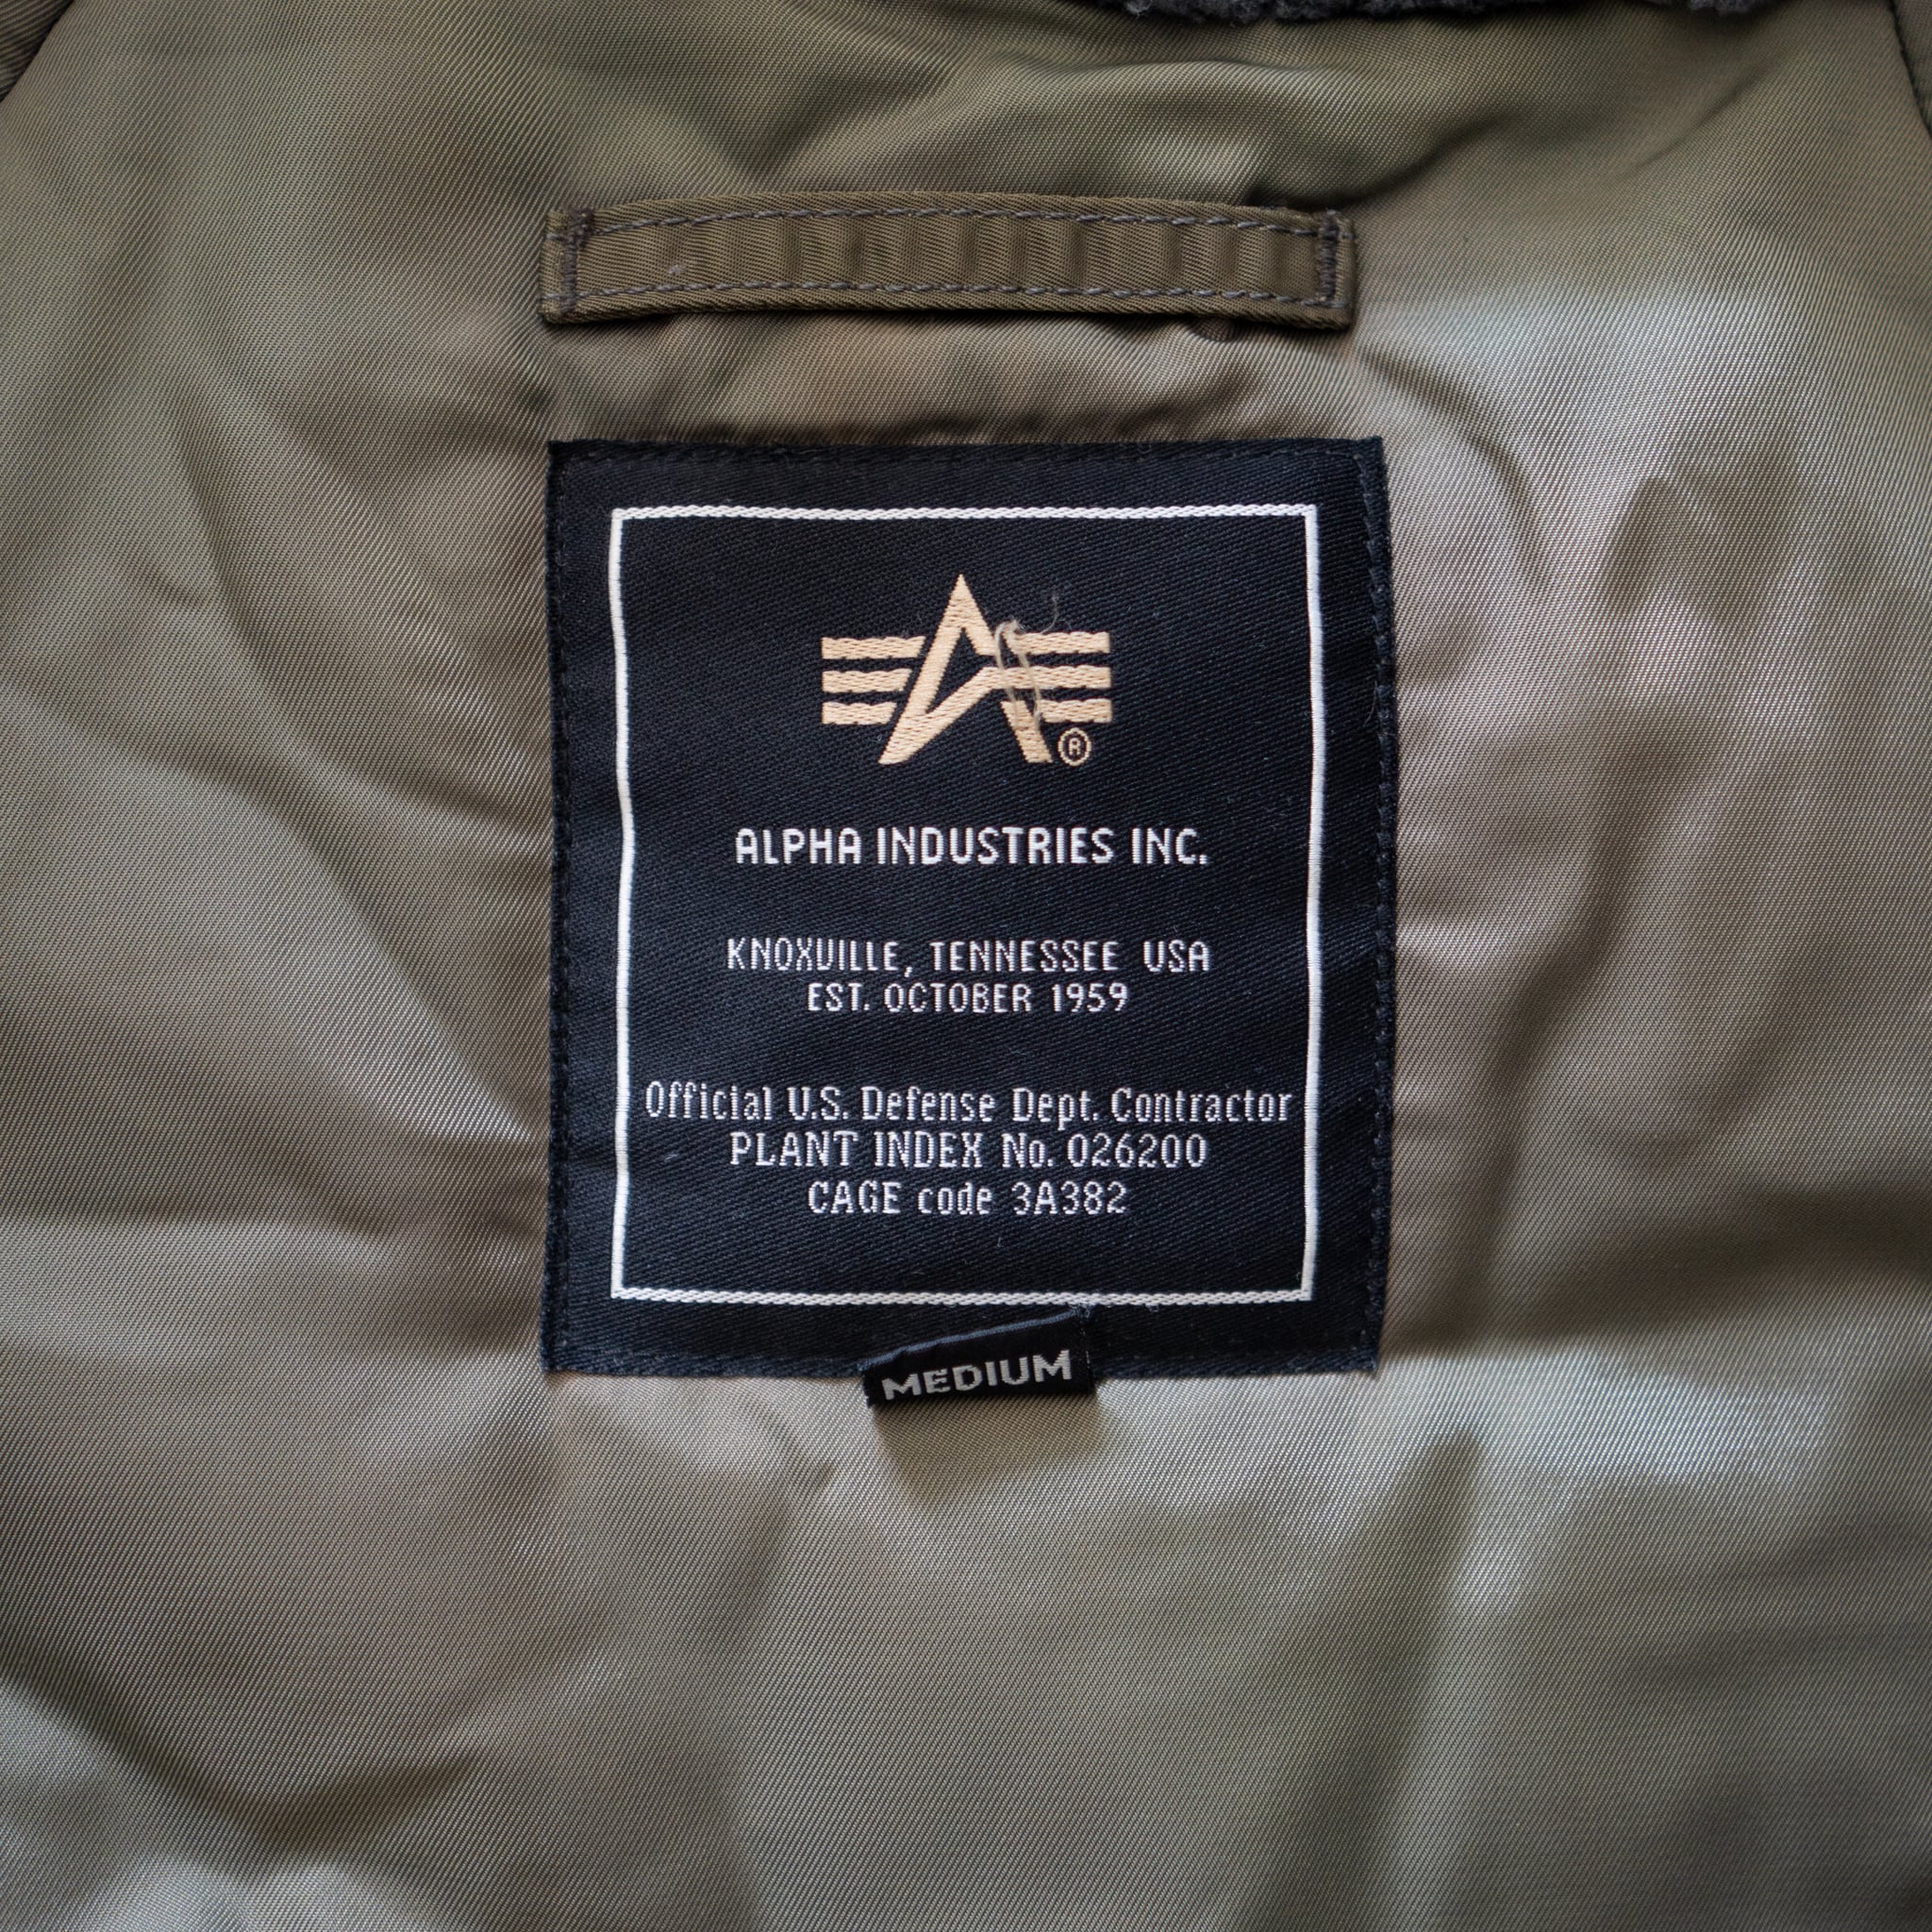 ®
ALPHA INDUSTRIES INC.
KNOXVILLE, TENNESSEE USA
EST. OCTOBER 1959
Official U.S. Defense Dept. Contractor
PLANT INDEX No. 026200
CAGE code 3A382
MEDIUM